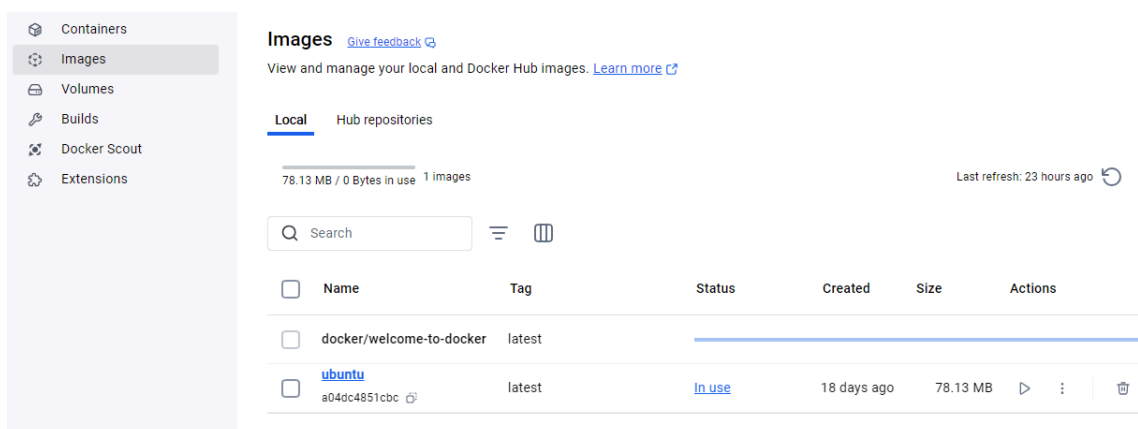 Containers
Images
Volumes
Builds
Docker Scout
Extensions
Images Give feedback
View and manage your local and Docker Hub images. Learn more
Local Hub repositories
78.13 MB / 0 Bytes in use 1 images Last refresh: 23 hours ago
Search
Name Tag Status Created Size Actions
docker/welcome-to-docker latest
ubuntu
a04dc4851cbc latest In use 18 days ago 78.13 MB